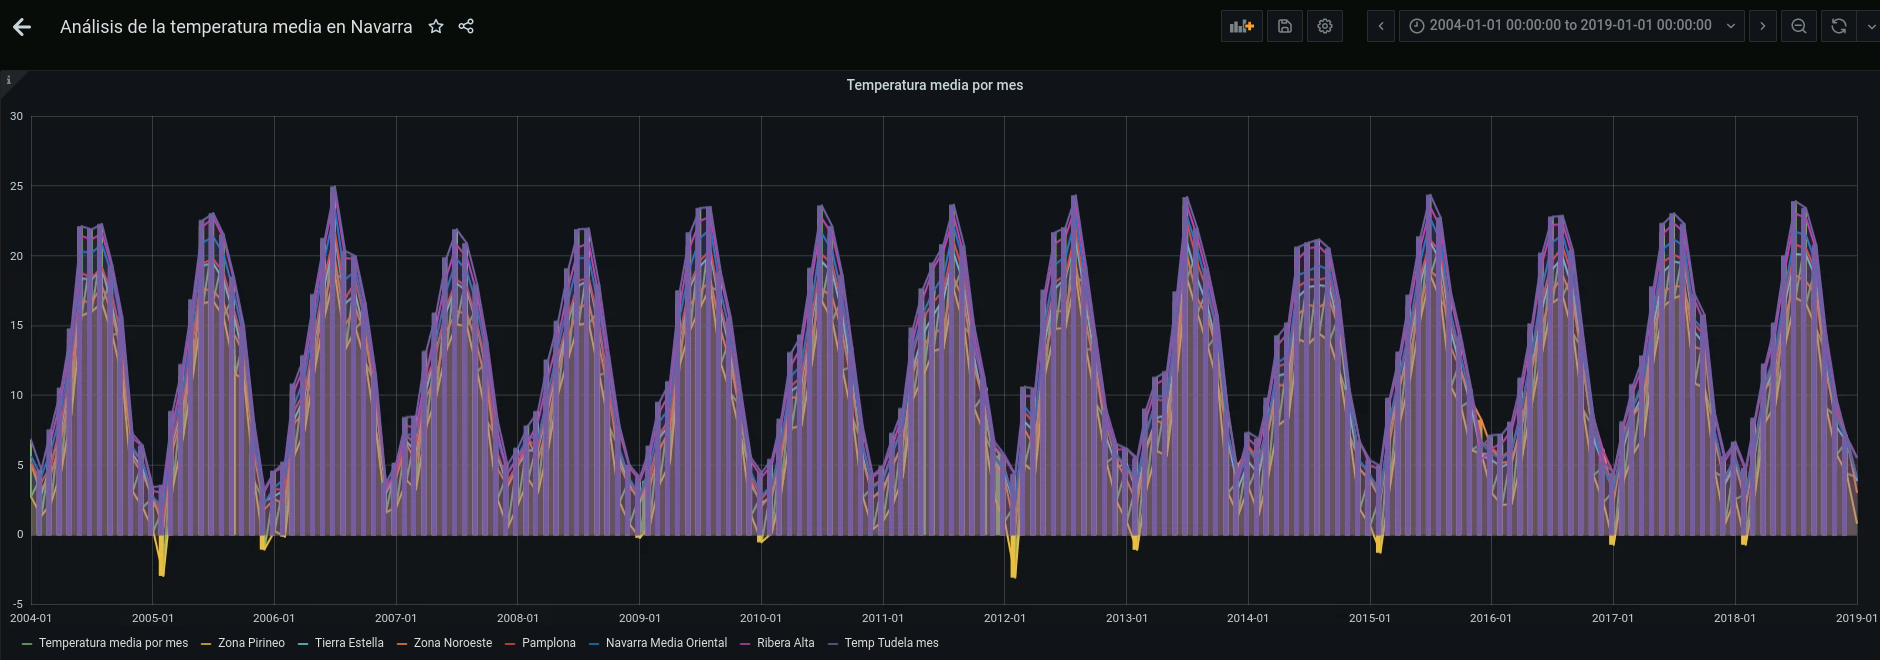 Análisis de la temperatura media en Navarra
2004-01-01 00:00:00 to 2019-01-01 00:00:00
i
Temperatura media por mes
30
25
20
15
10
5
0
-5
2004-01 2005-01 2006-01 2007-01 2008-01 2009-01 2010-01 2011-01 2012-01 2013-01 2014-01 2015-01 2016-01 2017-01 2018-01 2019-01
Temperatura media por mes Zona Pirineo Tierra Estella Zona Noroeste Pamplona Navarra Media Oriental Ribera Alta Temp Tudela mes